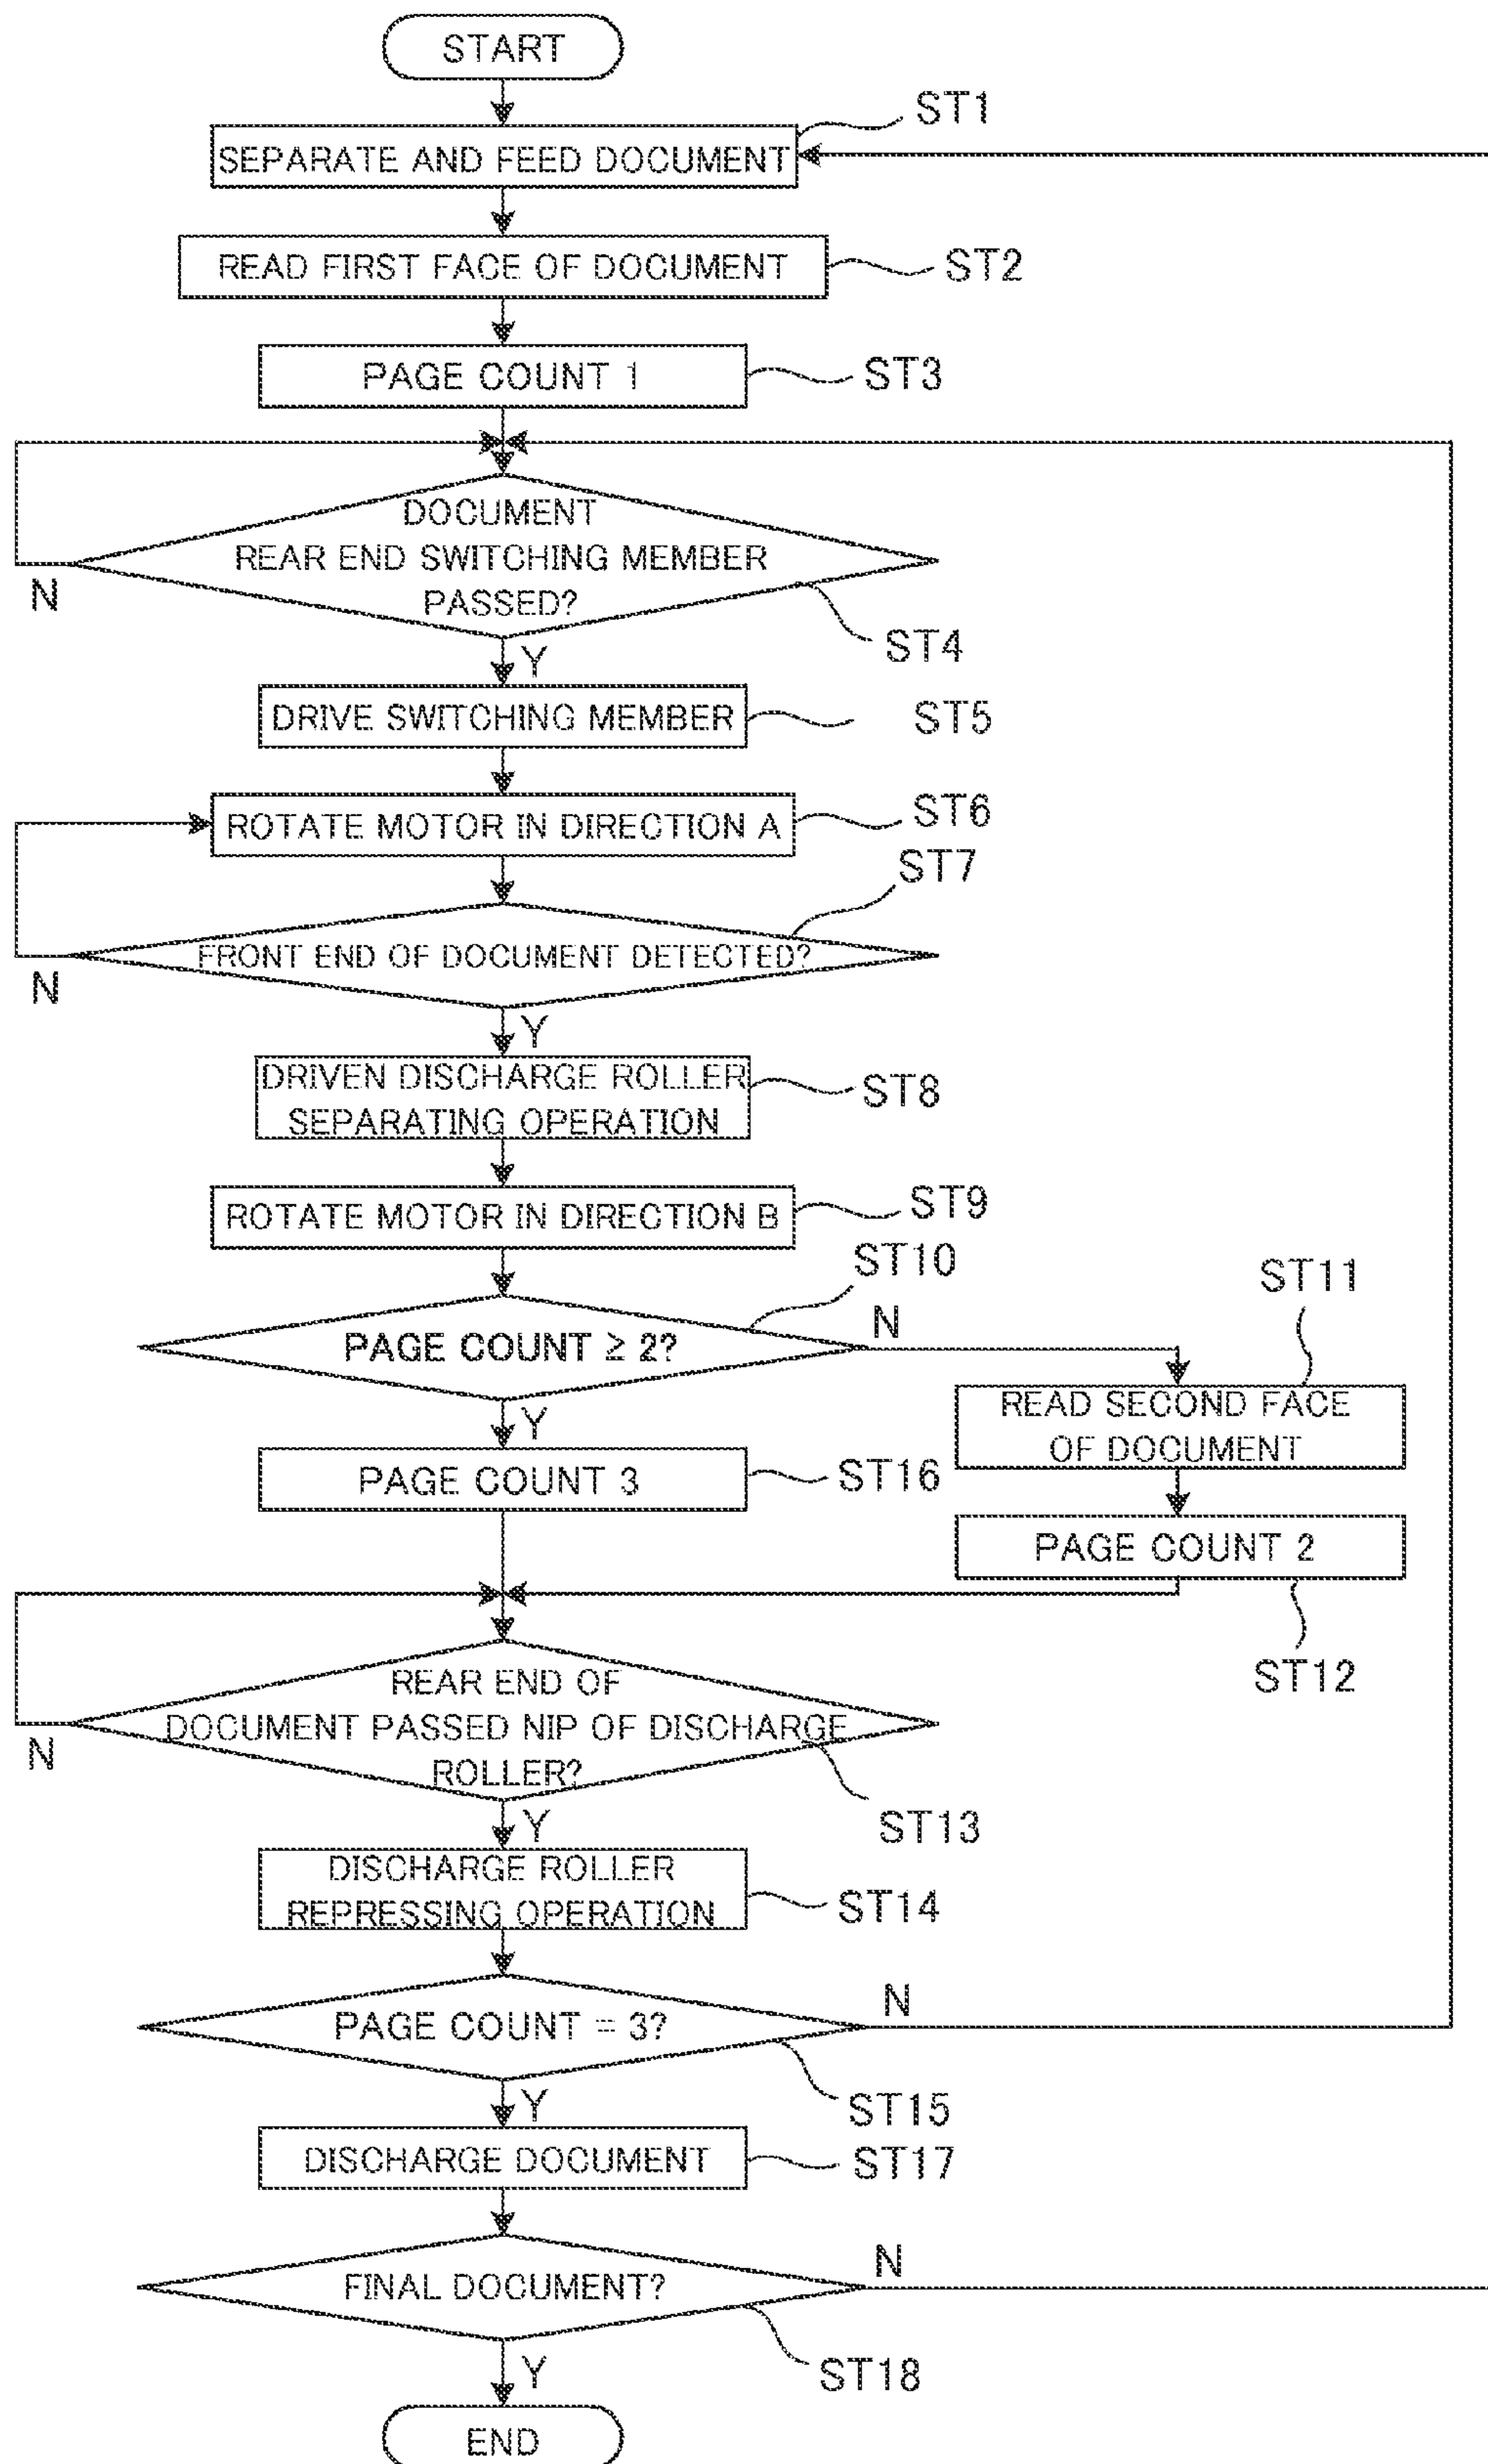 START
ST1
SEPARATE AND FEED DOCUMENT
READ FIRST FACE OF DOCUMENT
ST2
PAGE COUNT 1
ST3
DOCUMENT
REAR END SWITCHING MEMBER
PASSED?
N
ST4
Y
DRIVE SWITCHING MEMBER
ST5
ROTATE MOTOR IN DIRECTION A
ST6
ST7
FRONT END OF DOCUMENT DETECTED?
N
Y
DRIVEN DISCHARGE ROLLER
SEPARATING OPERATION
ST8
ROTATE MOTOR IN DIRECTION B
ST9
ST10
PAGE COUNT ≥ 2?
N
ST11
READ SECOND FACE
OF DOCUMENT
Y
PAGE COUNT 3
ST16
PAGE COUNT 2
ST12
REAR END OF
DOCUMENT PASSED NIP OF DISCHARGE
ROLLER?
N
ST13
Y
DISCHARGE ROLLER
REPRESSING OPERATION
ST14
PAGE COUNT = 3?
N
ST15
Y
DISCHARGE DOCUMENT
ST17
FINAL DOCUMENT?
N
ST18
Y
END